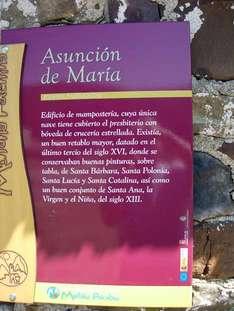 Asunción
de María
Edificio de mampostería, cuya única
nave tiene cubierto el presbiterio con
bóveda de crucería estrellada. Existía,
un buen retablo mayor, datado en el
último tercio del siglo XVI, donde se
conservaban buenas pinturas, sobre
tabla, de Santa Bárbara, Santa Polonia,
Santa Lucía y Santa Catalina, así como
un buen conjunto de Santa Ana, la
Virgen y el Niño, del siglo XIII.